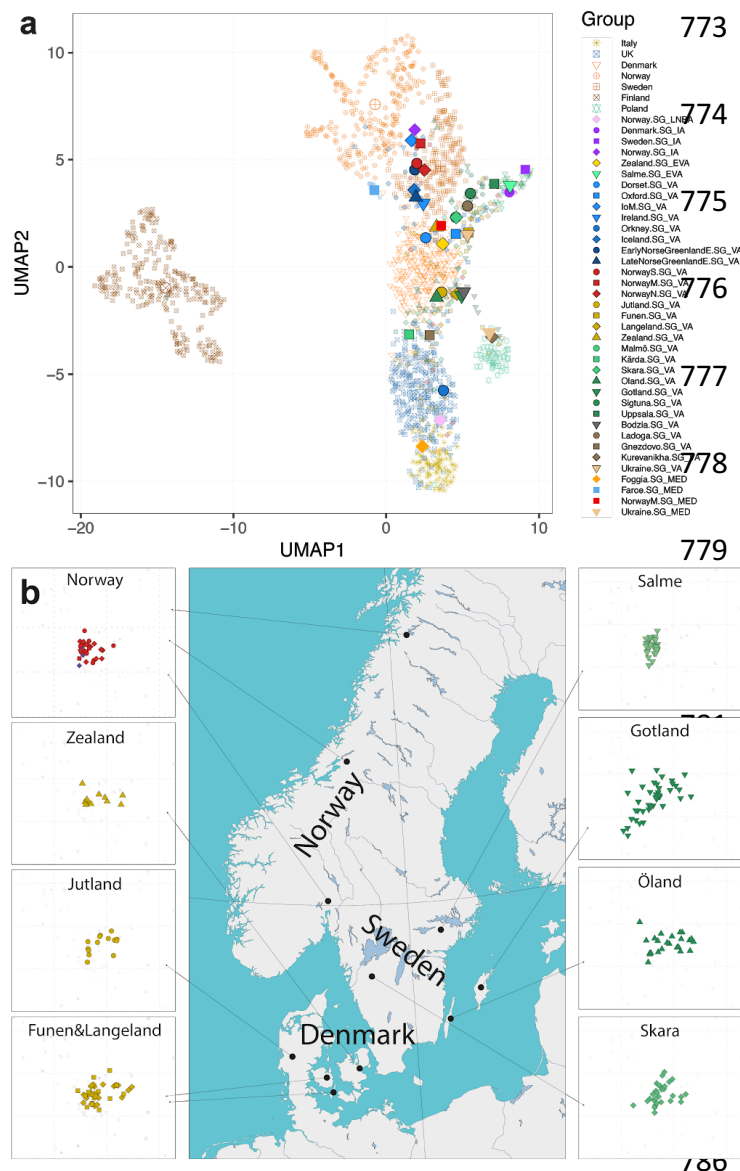 a
Group
773
Italy
UK
Denmark
Norway
Sweden
Finland
Poland
774
Norway.SG_LNBA
Denmark.SG_IA
Sweden.SG_IA
Norway.SG_IA
Zealand.SG_EVA
Salme.SG_EVA
Dorset.SG_VA
775
Oxford.SG_VA
IoM.SG_VA
Ireland.SG_VA
Orkney.SG_VA
Iceland.SG_VA
EarlyNorseGreenlandE.SG_VA
LateNorseGreenlandE.SG_VA
NorwayS.SG_VA
NorwayM.SG_VA
776
NorwayN.SG_VA
Jutland.SG_VA
Funen.SG_VA
Langeland.SG_VA
Zealand.SG_VA
Malmö.SG_VA
Kärda.SG_VA
Skara.SG_VA
777
Oland.SG_VA
Gotland.SG_VA
Sigtuna.SG_VA
Uppsala.SG_VA
Bodzia.SG_VA
Ladoga.SG_VA
Gnezdovo.SG_VA
Kurevanikha.SG_VA
778
Ukraine.SG_VA
Foggia.SG_MED
Faroe.SG_MED
NorwayM.SG_MED
Ukraine.SG_MED
10
5
0
−5
−10
UMAP2
−20
−10
0
10
UMAP1
779
b
Norway
Zealand
Jutland
Funen&Langeland
Norway
Sweden
Denmark
Salme
Gotland
Öland
Skara
786